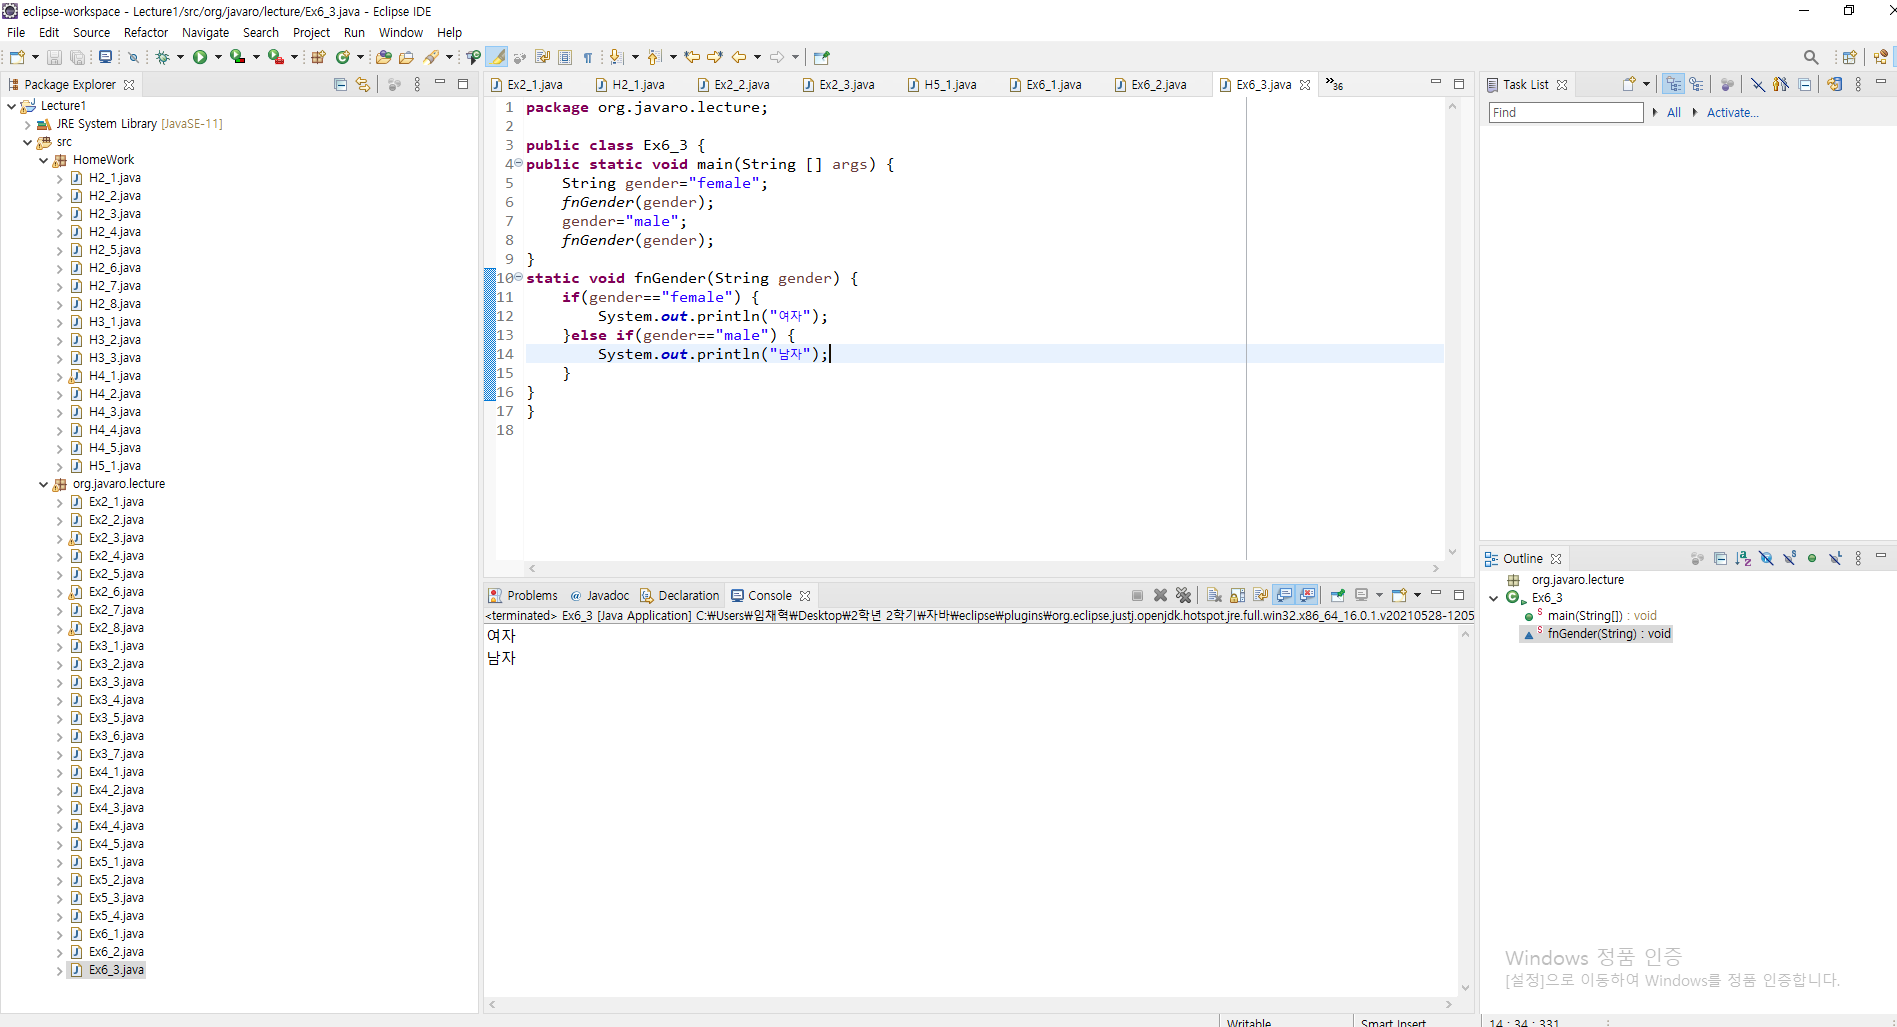 eclipse-workspace - Lecture1/src/org/javaro/lecture/Ex6_3.java - Eclipse IDE
File Edit Source Refactor Navigate Search Project Run Window Help
Package Explorer
Lecture1
JRE System Library [JavaSE-11]
src
HomeWork
H2_1.java
H2_2.java
H2_3.java
H2_4.java
H2_5.java
H2_6.java
H2_7.java
H2_8.java
H3_1.java
H3_2.java
H3_3.java
H4_1.java
H4_2.java
H4_3.java
H4_4.java
H4_5.java
H5_1.java
org.javaro.lecture
Ex2_1.java
Ex2_2.java
Ex2_3.java
Ex2_4.java
Ex2_5.java
Ex2_6.java
Ex2_7.java
Ex2_8.java
Ex3_1.java
Ex3_2.java
Ex3_3.java
Ex3_4.java
Ex3_5.java
Ex3_6.java
Ex3_7.java
Ex4_1.java
Ex4_2.java
Ex4_3.java
Ex4_4.java
Ex4_5.java
Ex5_1.java
Ex5_2.java
Ex5_3.java
Ex5_4.java
Ex6_1.java
Ex6_2.java
Ex6_3.java
Ex2_1.java H2_1.java Ex2_2.java Ex2_3.java H5_1.java Ex6_1.java Ex6_2.java Ex6_3.java »36
1 package org.javaro.lecture;
2
3 public class Ex6_3 {
4 public static void main(String [] args) {
5 String gender="female";
6 fnGender(gender);
7 gender="male";
8 fnGender(gender);
9 }
10 static void fnGender(String gender) {
11 if(gender=="female") {
12 System.out.println("여자");
13 }else if(gender=="male") {
14 System.out.println("남자");
15 }
16 }
17 }
18
Problems @ Javadoc Declaration Console
<terminated> Ex6_3 [Java Application] C:₩Users₩임재혁₩Desktop₩2학년 2학기₩자바₩eclipse₩plugins₩org.eclipse.justj.openjdk.hotspot.jre.full.win32.x86_64_16.0.1.v20210528-1205
여자
남자
Task List
Find All Activate...
Outline
org.javaro.lecture
Ex6_3
main(String[]) : void
fnGender(String) : void
Windows 정품 인증
[설정]으로 이동하여 Windows를 정품 인증합니다.
Writable Smart Insert 14 : 34 : 331